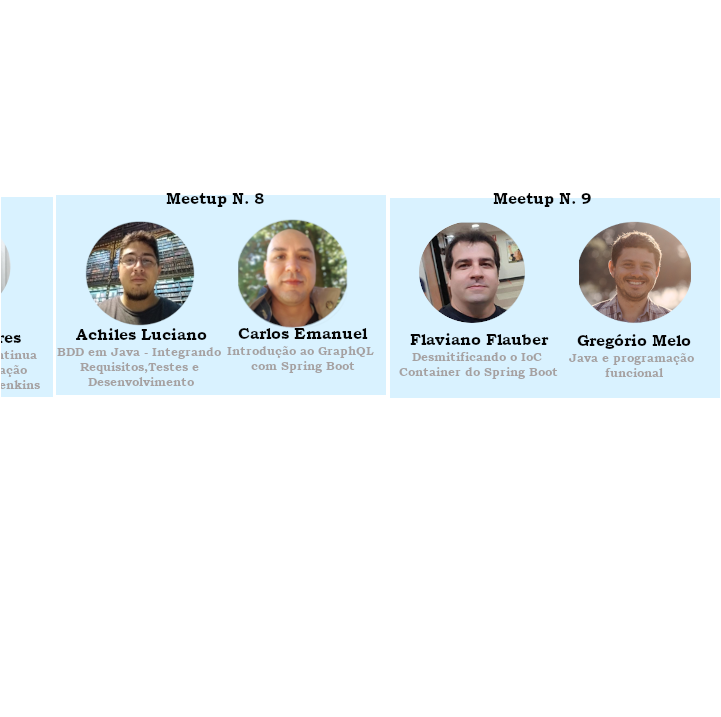 res
ntinua
ação
enkins
Meetup N. 8
Achiles Luciano
BDD em Java - Integrando
Requisitos,Testes e
Desenvolvimento
Carlos Emanuel
Introdução ao GraphQL
com Spring Boot
Meetup N. 9
Flaviano Flauber
Desmitificando o IoC
Container do Spring Boot
Gregório Melo
Java e programação
funcional